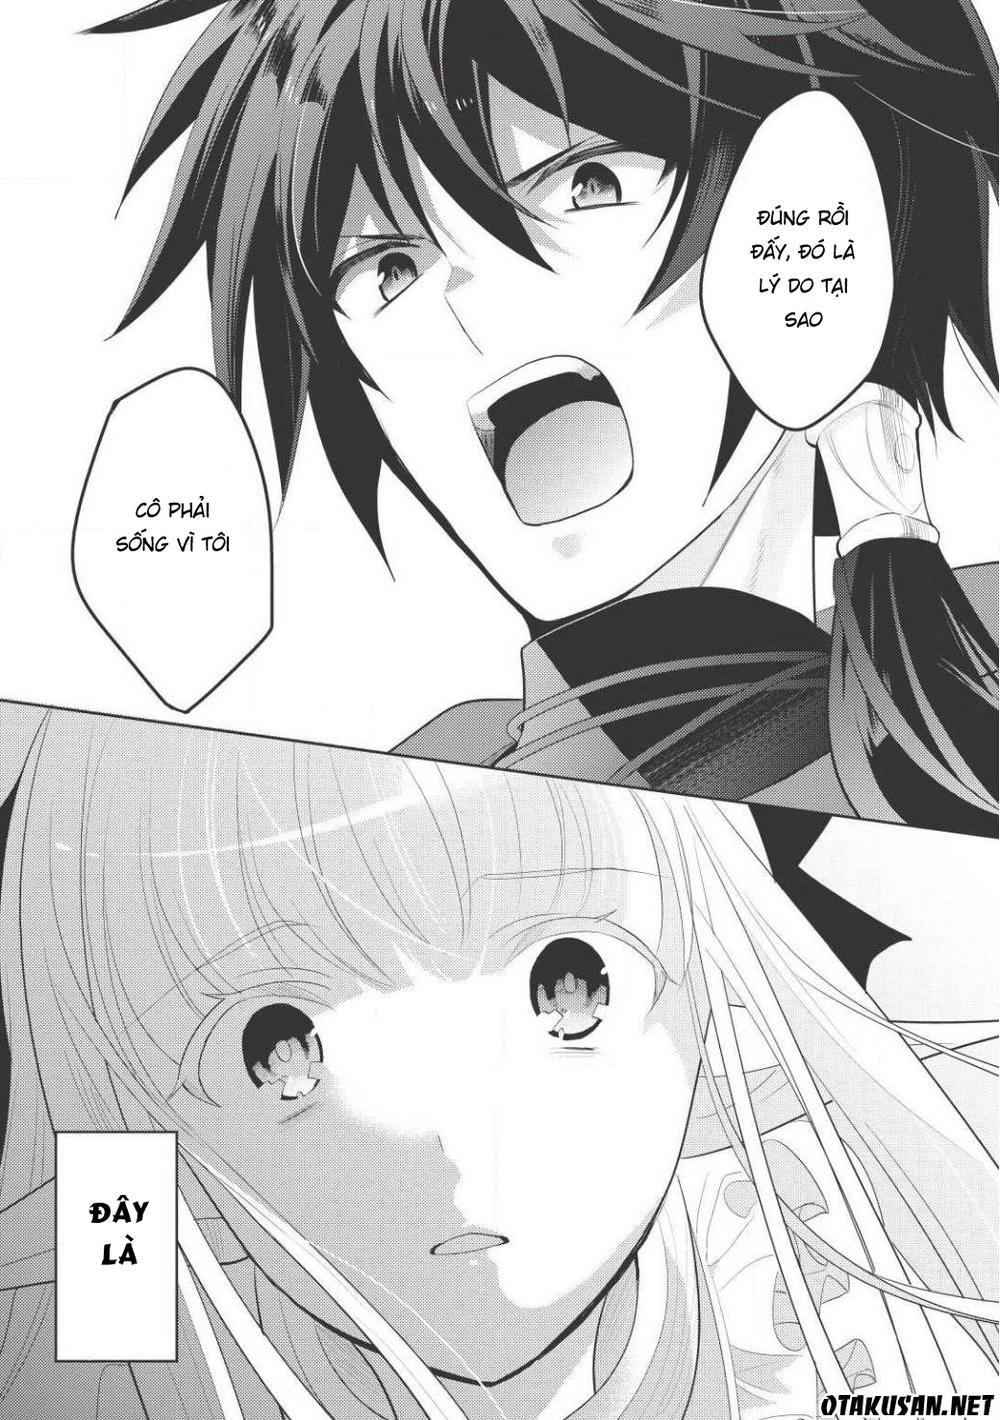 ĐÚNG RỒI
ĐẤY, ĐÓ LÀ
LÝ DO TẠI
SAO
CÔ PHẢI
SỐNG VÌ TÔI
ĐÂY
LÀ
OTAKUSAN.NET